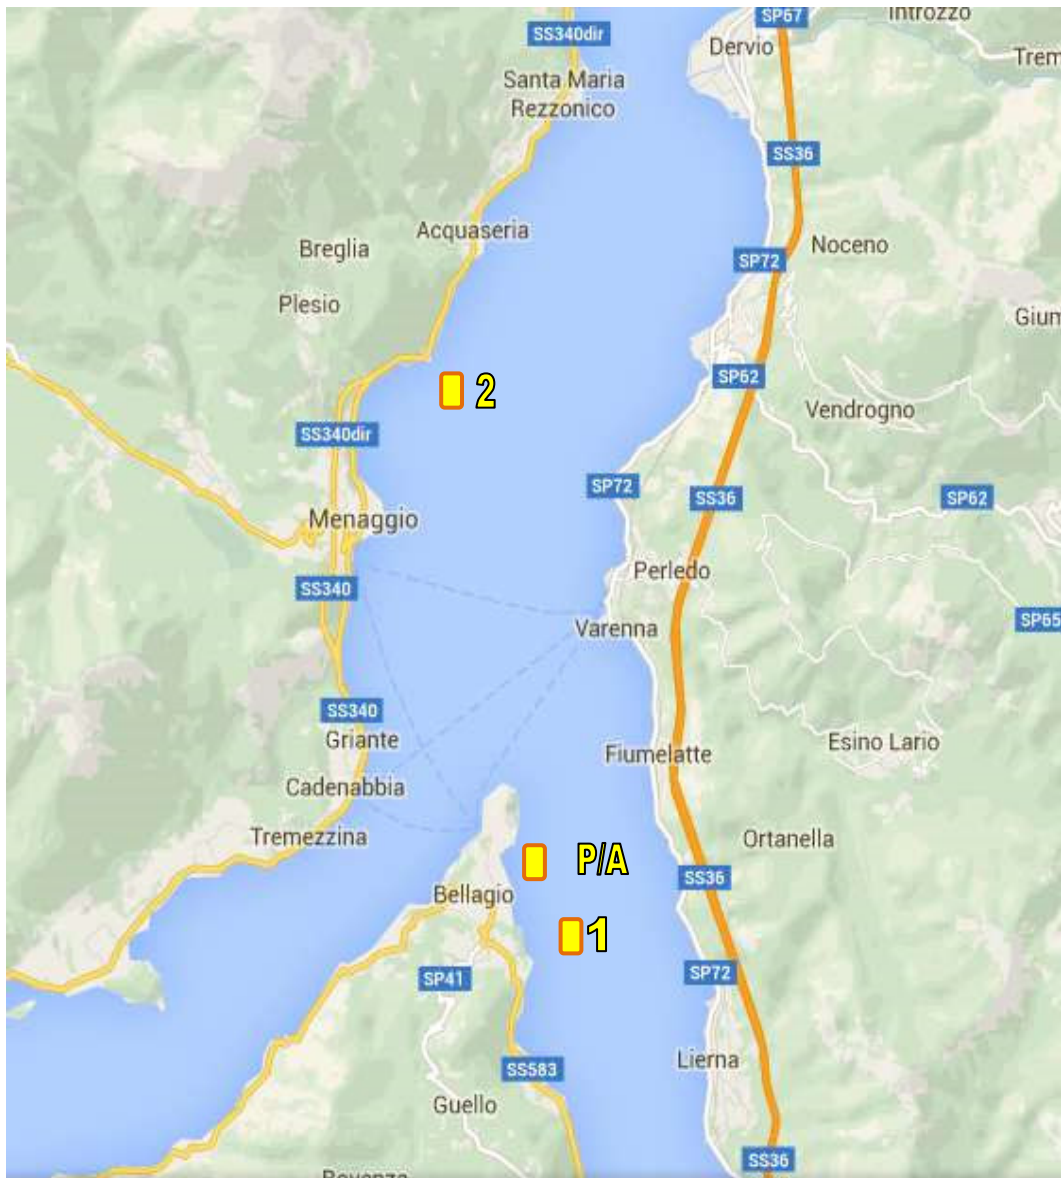 SP67
Introzzo
SS340dir
Dervio
Trem
Santa Maria
Rezzonico
SS36
Acquaseria
Breglia
Noceno
SP72
Plesio
Giun
SP62
2
Vendrogno
SS340dir
SP72
SS36
SP62
Menaggio
Perledo
SS340
SP65
Varenna
SS340
Griante
Esino Lario
Fiumelatte
Cadenabbia
Tremezzina
Ortanella
P/A
SS36
Bellagio
1
SP41
SP72
Lierna
SS583
Guello
SS36